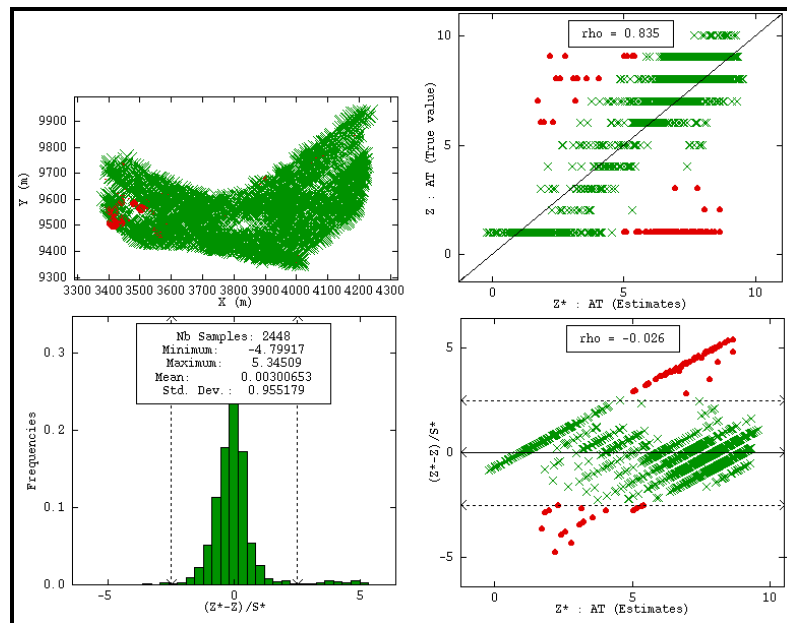 rho = 0.835
10
5
0
Z : AT (True value)
0
5
10
Z* : AT (Estimates)
9900
9800
9700
9600
9500
9400
9300
Y (m)
3300 3400 3500 3600 3700 3800 3900 4000 4100 4200 4300
X (m)
Nb Samples: 2448
Minimum: -4.79917
Maximum: 5.34509
Mean: 0.00300653
Std. Dev.: 0.955179
0.3
0.2
0.1
0.0
Frequencies
-5
0
5
(Z*-Z)/S*
rho = -0.026
5
0
-5
(Z*-Z)/S*
0
5
10
Z* : AT (Estimates)